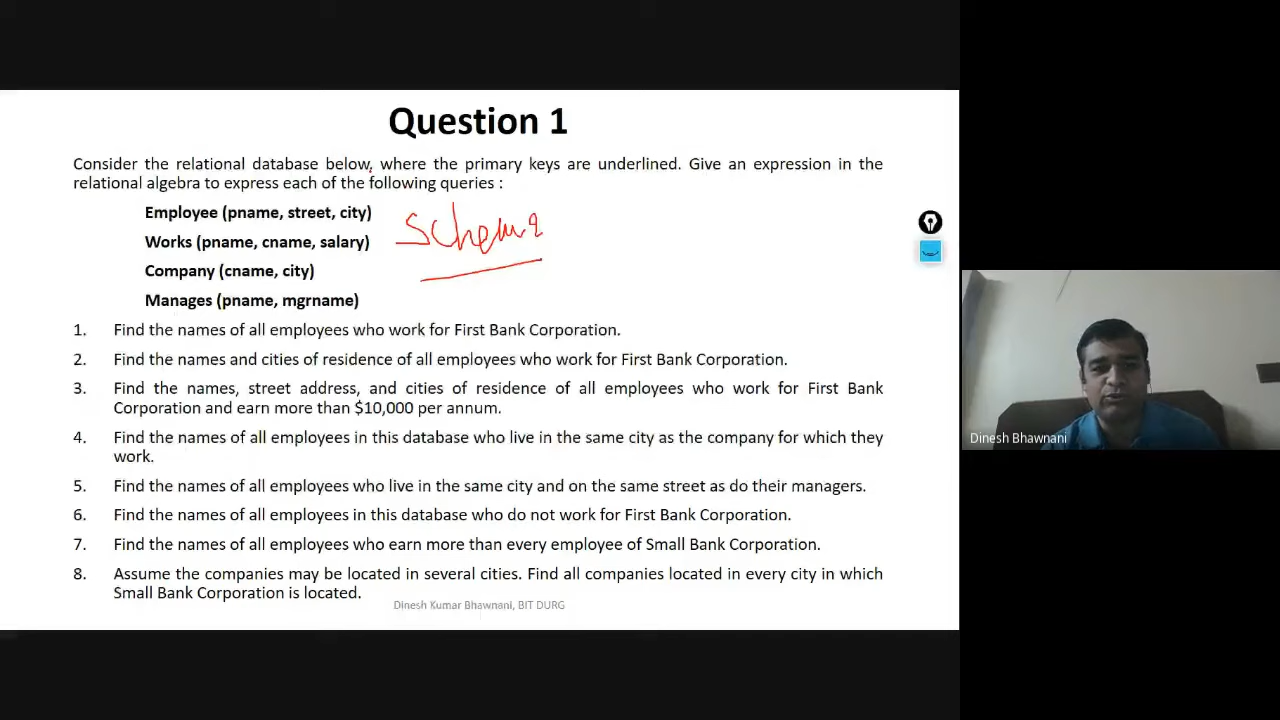 Question 1
Consider the relational database below, where the primary keys are underlined. Give an expression in the
relational algebra to express each of the following queries :
Employee (pname, street, city)
Works (pname, cname, salary)
Schema
Company (cname, city)
Manages (pname, mgrname)
1. Find the names of all employees who work for First Bank Corporation.
2. Find the names and cities of residence of all employees who work for First Bank Corporation.
3. Find the names, street address, and cities of residence of all employees who work for First Bank
Corporation and earn more than $10,000 per annum.
4. Find the names of all employees in this database who live in the same city as the company for which they
work.
5. Find the names of all employees who live in the same city and on the same street as do their managers.
6. Find the names of all employees in this database who do not work for First Bank Corporation.
7. Find the names of all employees who earn more than every employee of Small Bank Corporation.
8. Assume the companies may be located in several cities. Find all companies located in every city in which
Small Bank Corporation is located.
Dinesh Kumar Bhawnani, BIT DURG
Dinesh Bhawnani